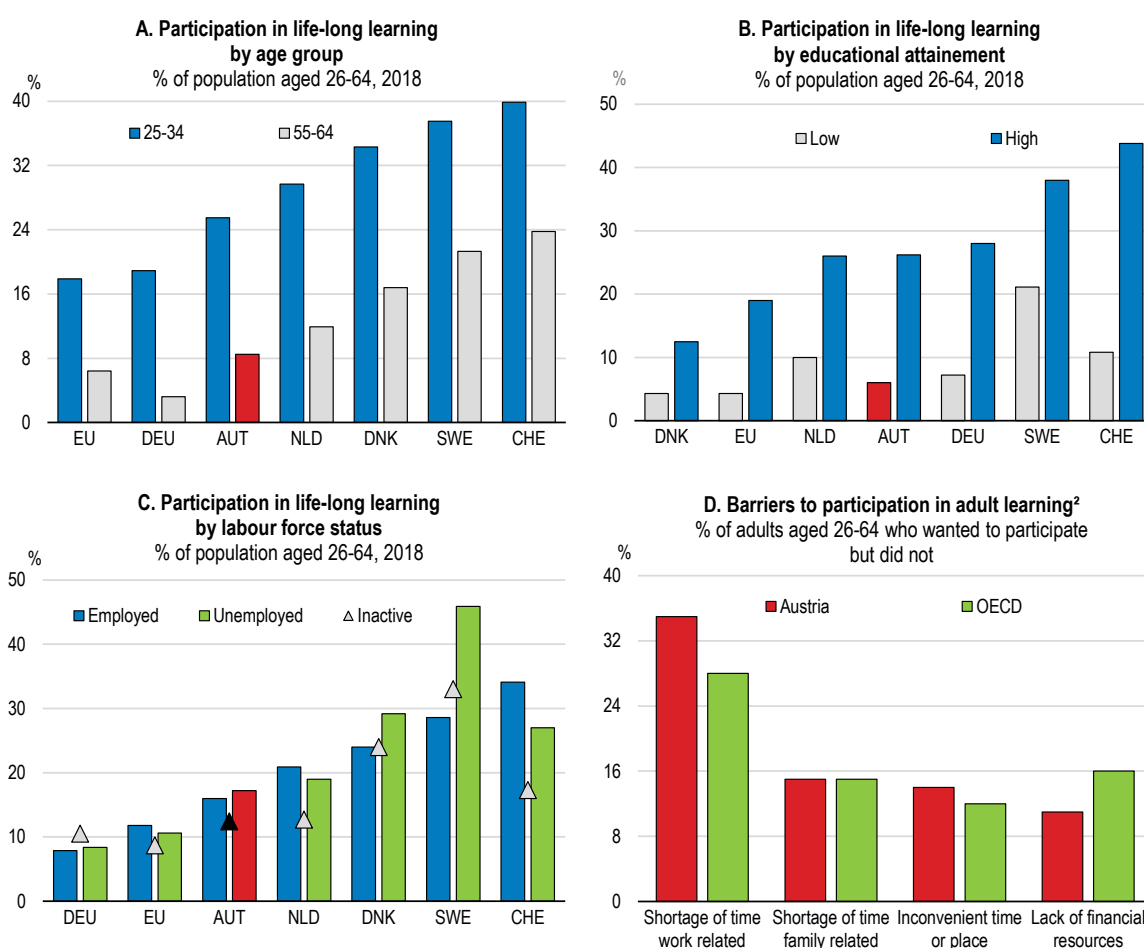 A. Participation in life-long learning
by age group
% of population aged 26-64, 2018
%
40
32
24
16
8
0
25-34
55-64
EU DEU AUT NLD DNK SWE CHE
B. Participation in life-long learning
by educational attainement
% of population aged 26-64, 2018
%
50
40
30
20
10
0
Low
High
DNK EU NLD AUT DEU SWE CHE
C. Participation in life-long learning
by labour force status
% of population aged 26-64, 2018
%
50
40
30
20
10
0
Employed
Unemployed
Inactive
DEU EU AUT NLD DNK SWE CHE
D. Barriers to participation in adult learning²
% of adults aged 26-64 who wanted to participate
but did not
%
40
32
24
16
8
0
Austria
OECD
Shortage of time
work related
Shortage of time
family related
Inconvenient time
or place
Lack of financial
resources